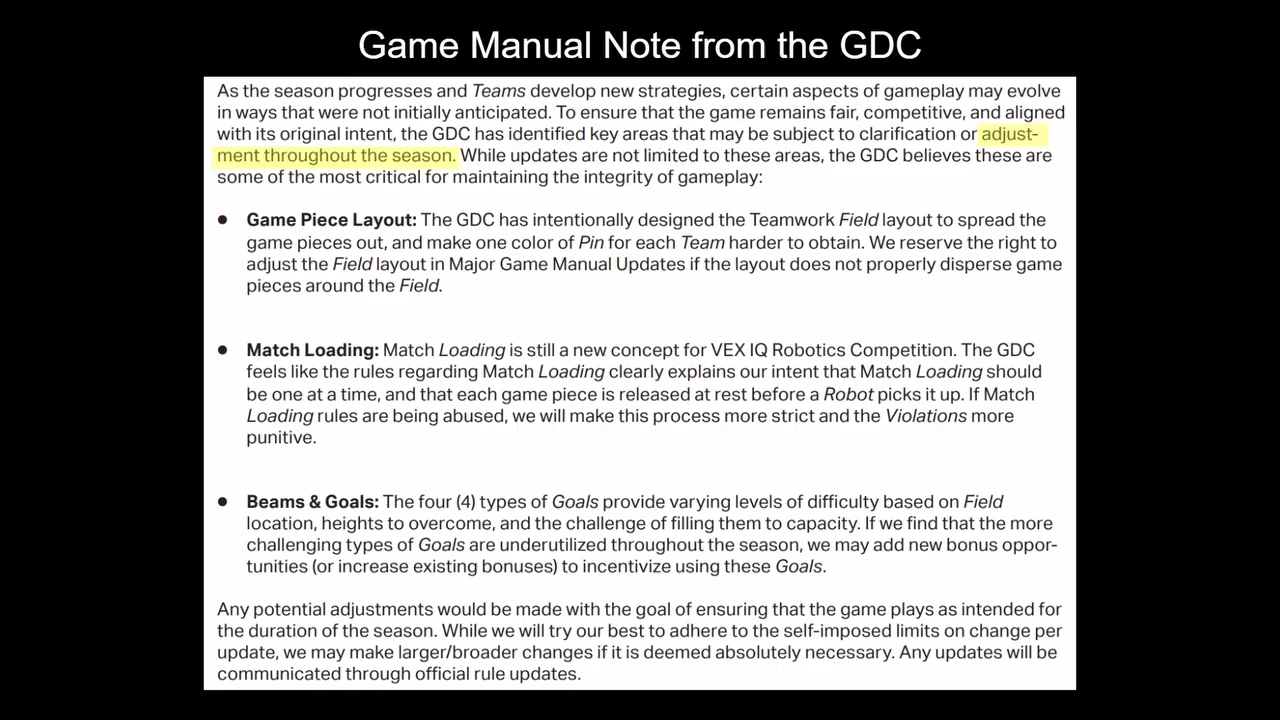 Game Manual Note from the GDC
As the season progresses and Teams develop new strategies, certain aspects of gameplay may evolve
in ways that were not initially anticipated. To ensure that the game remains fair, competitive, and aligned
with its original intent, the GDC has identified key areas that may be subject to clarification or adjust-
ment throughout the season. While updates are not limited to these areas, the GDC believes these are
some of the most critical for maintaining the integrity of gameplay:
● Game Piece Layout: The GDC has intentionally designed the Teamwork Field layout to spread the
game pieces out, and make one color of Pin for each Team harder to obtain. We reserve the right to
adjust the Field layout in Major Game Manual Updates if the layout does not properly disperse game
pieces around the Field.
● Match Loading: Match Loading is still a new concept for VEX IQ Robotics Competition. The GDC
feels like the rules regarding Match Loading clearly explains our intent that Match Loading should
be one at a time, and that each game piece is released at rest before a Robot picks it up. If Match
Loading rules are being abused, we will make this process more strict and the Violations more
punitive.
● Beams & Goals: The four (4) types of Goals provide varying levels of difficulty based on Field
location, heights to overcome, and the challenge of filling them to capacity. If we find that the more
challenging types of Goals are underutilized throughout the season, we may add new bonus oppor-
tunities (or increase existing bonuses) to incentivize using these Goals.
Any potential adjustments would be made with the goal of ensuring that the game plays as intended for
the duration of the season. While we will try our best to adhere to the self-imposed limits on change per
update, we may make larger/broader changes if it is deemed absolutely necessary. Any updates will be
communicated through official rule updates.